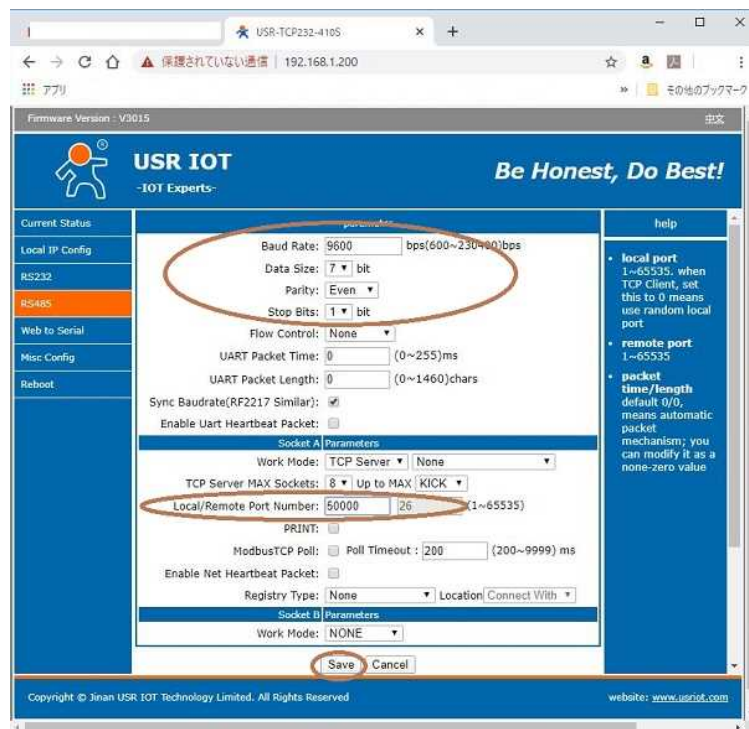 USR-TCP232-410S
保護されていない通信 | 192.168.1.200
アプリ
» その他のブックマーク
Firmware Version : V3015
中文
USR IOT
-IOT Experts-
Be Honest, Do Best!
Current Status
Local IP Config
RS232
RS485
Web to Serial
Misc Config
Reboot
parameter
Baud Rate: 9600 bps(600~230400)bps
Data Size: 7 bit
Parity: Even
Stop Bits: 1 bit
Flow Control: None
UART Packet Time: 0 (0~255)ms
UART Packet Length: 0 (0~1460)chars
Sync Baudrate(RF2217 Similar):
Enable Uart Heartbeat Packet:
Socket A Parameters
Work Mode: TCP Server None
TCP Server MAX Sockets: 8 Up to MAX KICK
Local/Remote Port Number: 50000 26 (1~65535)
PRINT:
ModbusTCP Poll: Poll Timeout : 200 (200~9999) ms
Enable Net Heartbeat Packet:
Registry Type: None Location Connect With
Socket B Parameters
Work Mode: NONE
Save Cancel
help
local port
1~65535. when
TCP Client, set
this to 0 means
use random local
port
remote port
1~65535
packet
time/length
default 0/0,
means automatic
packet
mechanism; you
can modify it as a
none-zero value
Copyright © Jinan USR IOT Technology Limited. All Rights Reserved
website: www.usriot.com